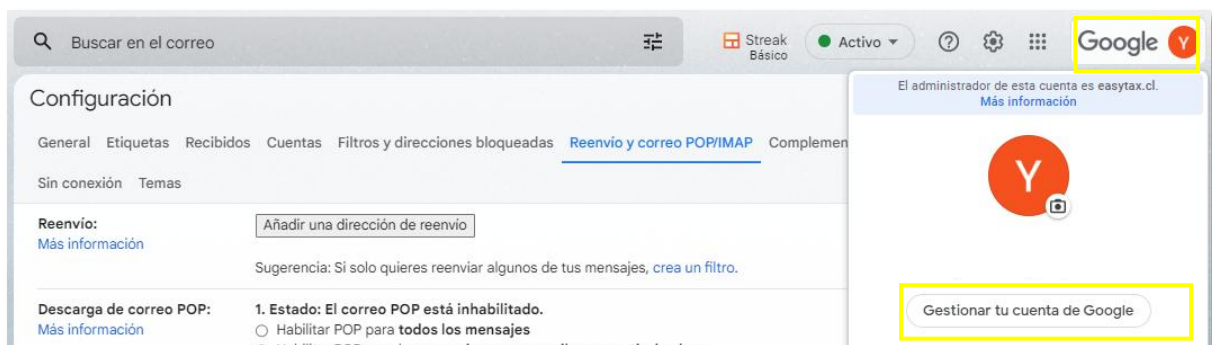 Buscar en el correo
Streak
Básico
Activo
Google Y
El administrador de esta cuenta es easytax.cl.
Más información
Y
Gestionar tu cuenta de Google
Configuración
General Etiquetas Recibidos Cuentas Filtros y direcciones bloqueadas Reenvío y correo POP/IMAP Complemen
Sin conexión Temas
Reenvío:
Más información
Añadir una dirección de reenvío
Sugerencia: Si solo quieres reenviar algunos de tus mensajes, crea un filtro.
Descarga de correo POP:
Más información
1. Estado: El correo POP está inhabilitado.
Habilitar POP para todos los mensajes